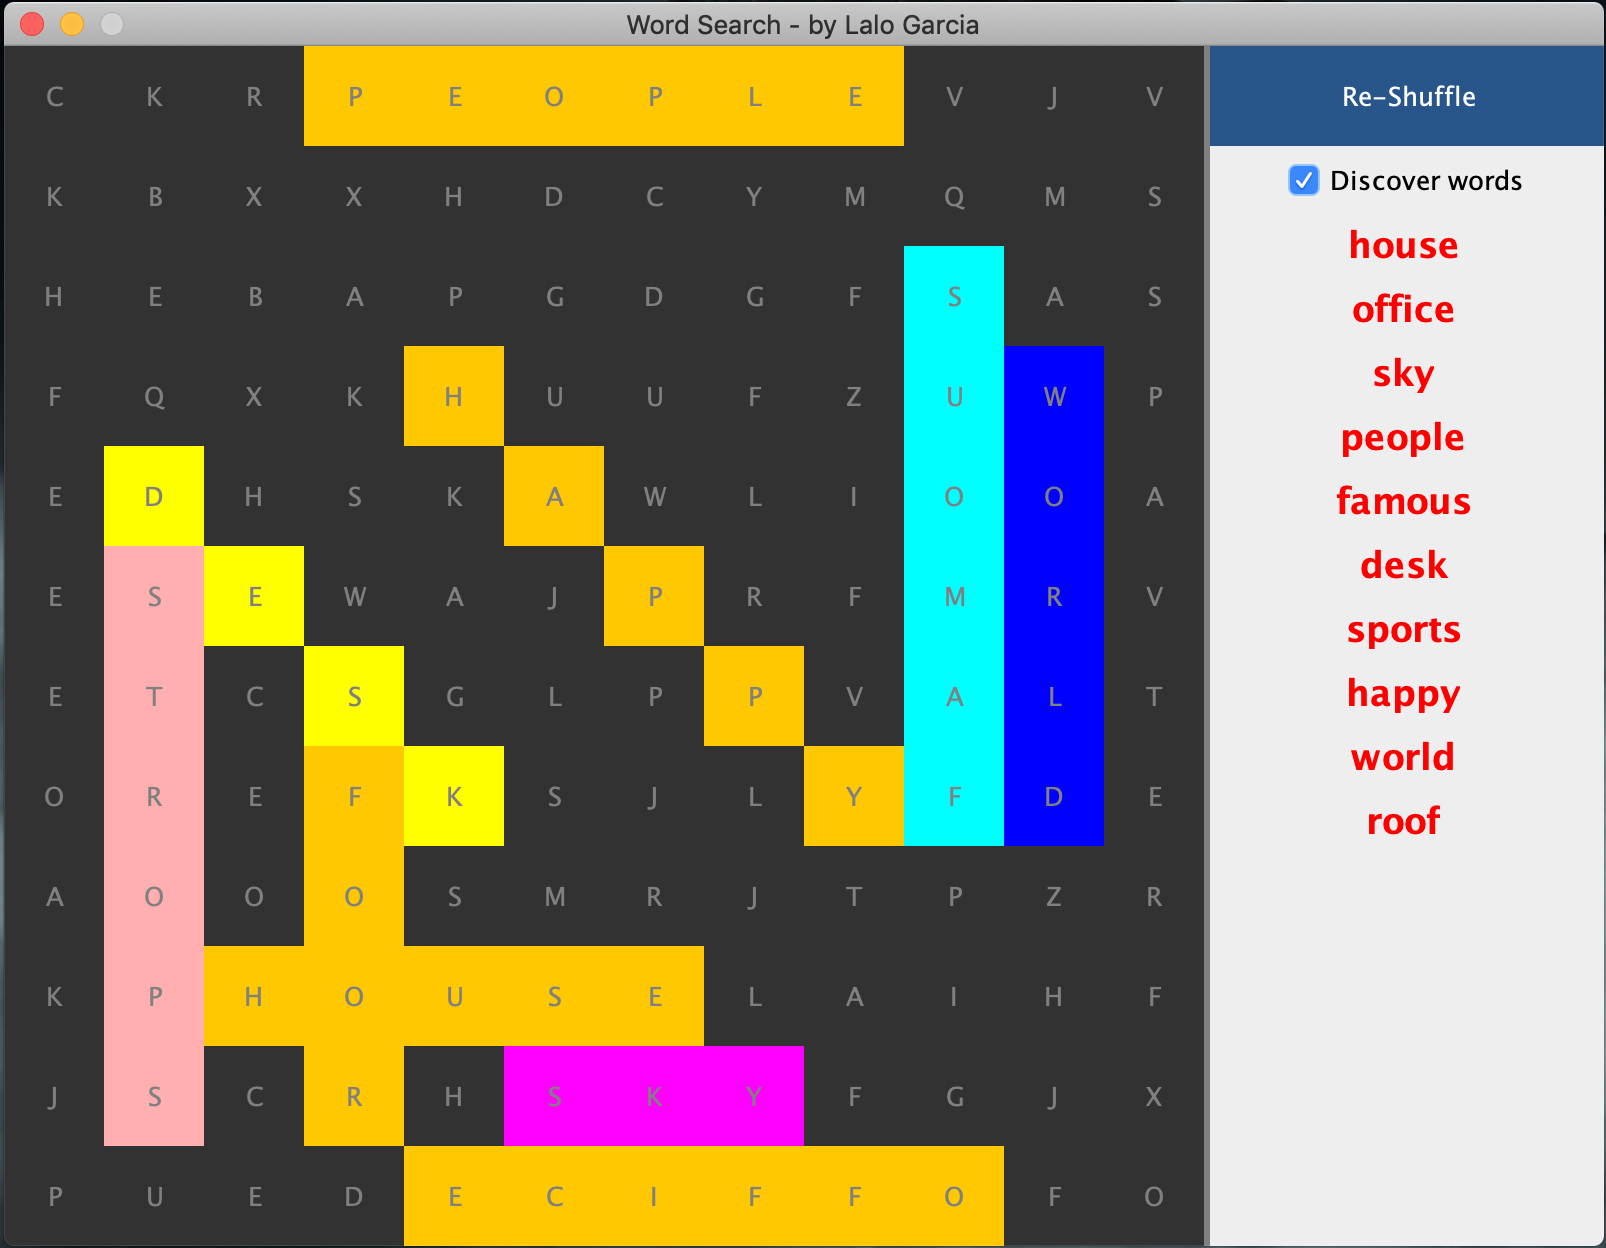 Word Search - by Lalo Garcia
C K R P E O P L E V J V
K B X X H D C Y M Q M S
H E B A P G D G F S A S
F Q X K H U U F Z U W P
E D H S K A W L I O O A
E S E W A J P R F M R V
E T C S G L P P V A L T
O R E F K S J L Y F D E
A O O O S M R J T P Z R
K P H O U S E L A I H F
J S C R H S K Y F G J X
P U E D E C I F F O F O
Re-Shuffle
Discover words
house
office
sky
people
famous
desk
sports
happy
world
roof